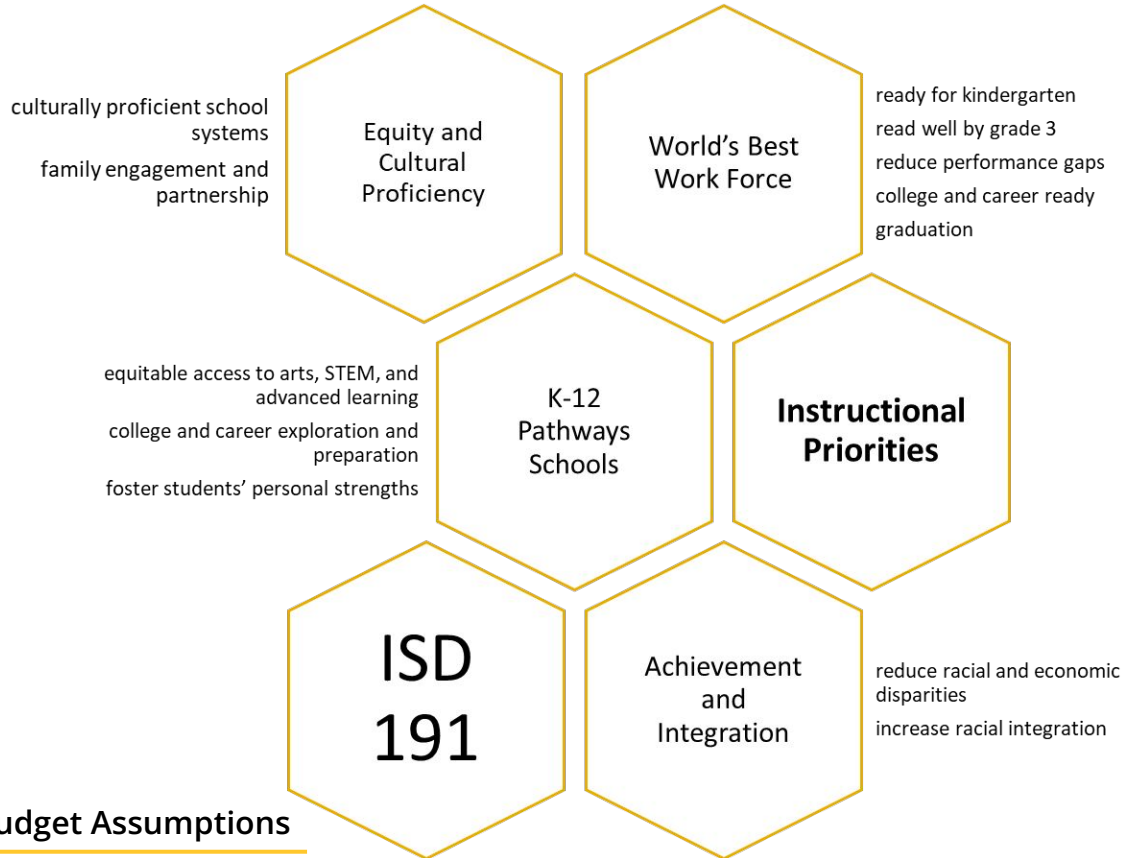 culturally proficient school
systems
family engagement and
partnership
Equity and
Cultural
Proficiency
World's Best
Work Force
ready for kindergarten
read well by grade 3
reduce performance gaps
college and career ready
graduation
equitable access to arts, STEM, and
advanced learning
college and career exploration and
preparation
foster students' personal strengths
K-12
Pathways
Schools
Instructional
Priorities
ISD
191
Achievement
and
Integration
reduce racial and economic
disparities
increase racial integration
udget Assumptions